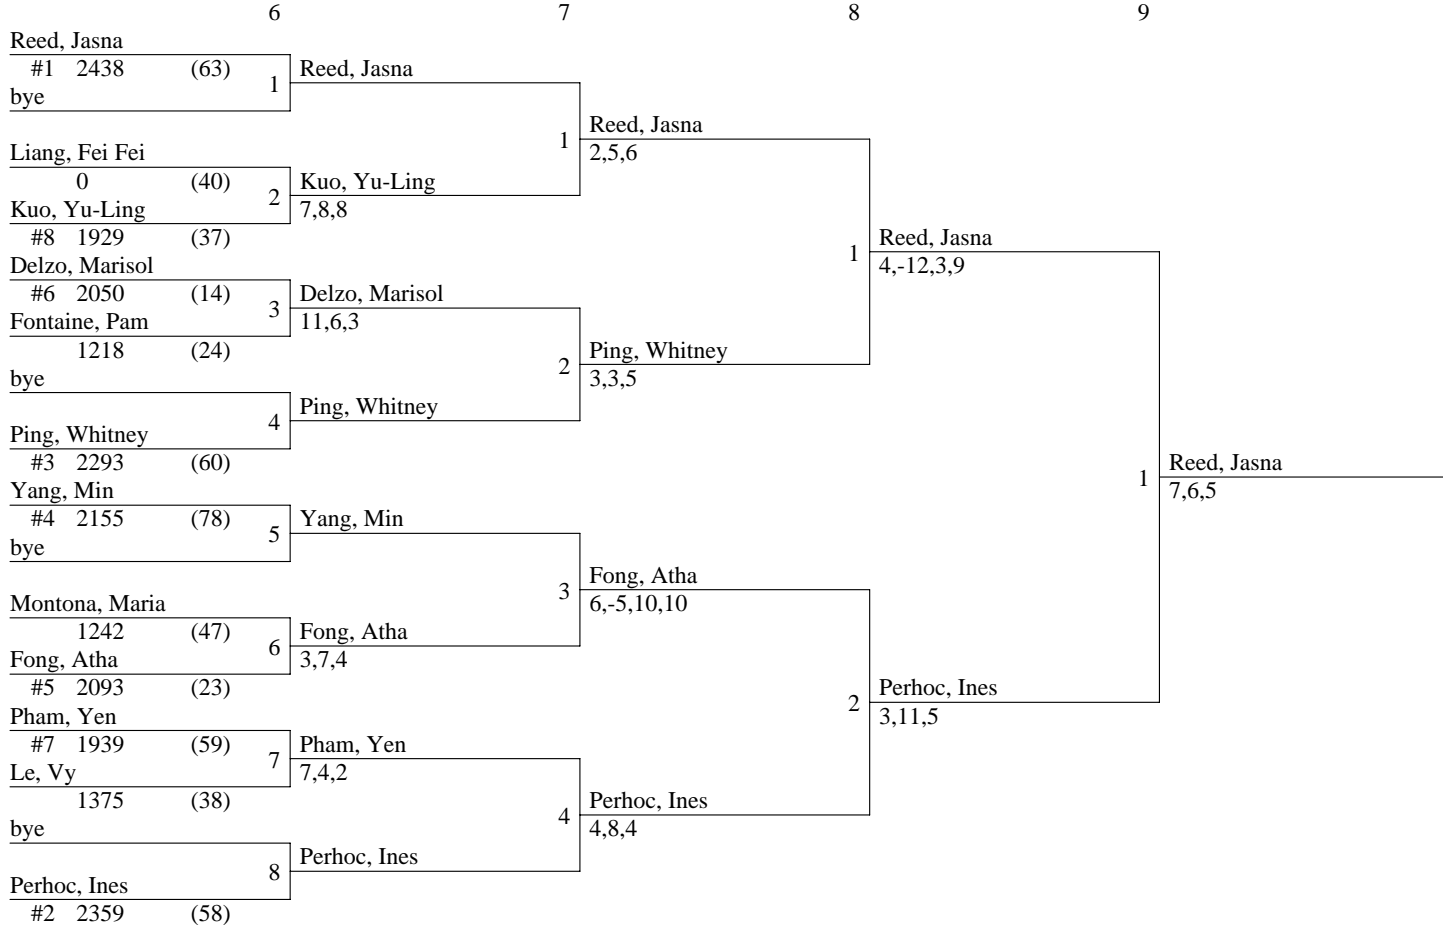 6 7 8 9
Reed, Jasna
#1 2438 (63)
1
Reed, Jasna
bye
1
Reed, Jasna
2,5,6
Liang, Fei Fei
0 (40)
2
Kuo, Yu-Ling
7,8,8
Kuo, Yu-Ling
#8 1929 (37)
1
Reed, Jasna
4,-12,3,9
Delzo, Marisol
#6 2050 (14)
3
Delzo, Marisol
11,6,3
Fontaine, Pam
1218 (24)
2
Ping, Whitney
3,3,5
bye
4
Ping, Whitney
Ping, Whitney
#3 2293 (60)
1
Reed, Jasna
7,6,5
Yang, Min
#4 2155 (78)
5
Yang, Min
bye
3
Fong, Atha
6,-5,10,10
Montona, Maria
1242 (47)
6
Fong, Atha
3,7,4
Fong, Atha
#5 2093 (23)
2
Perhoc, Ines
3,11,5
Pham, Yen
#7 1939 (59)
7
Pham, Yen
7,4,2
Le, Vy
1375 (38)
4
Perhoc, Ines
4,8,4
bye
8
Perhoc, Ines
Perhoc, Ines
#2 2359 (58)